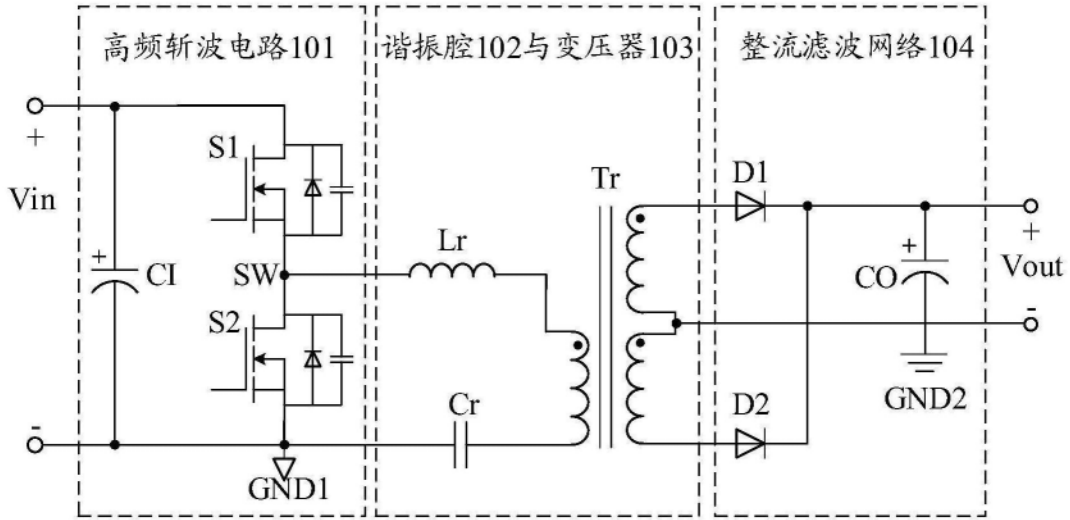 高频斩波电路101
谐振腔102与变压器103
整流滤波网络104
+
Vin
-
+
CI
S1
SW
S2
GND1
Lr
Cr
Tr
D1
D2
+
CO
GND2
+
Vout
-